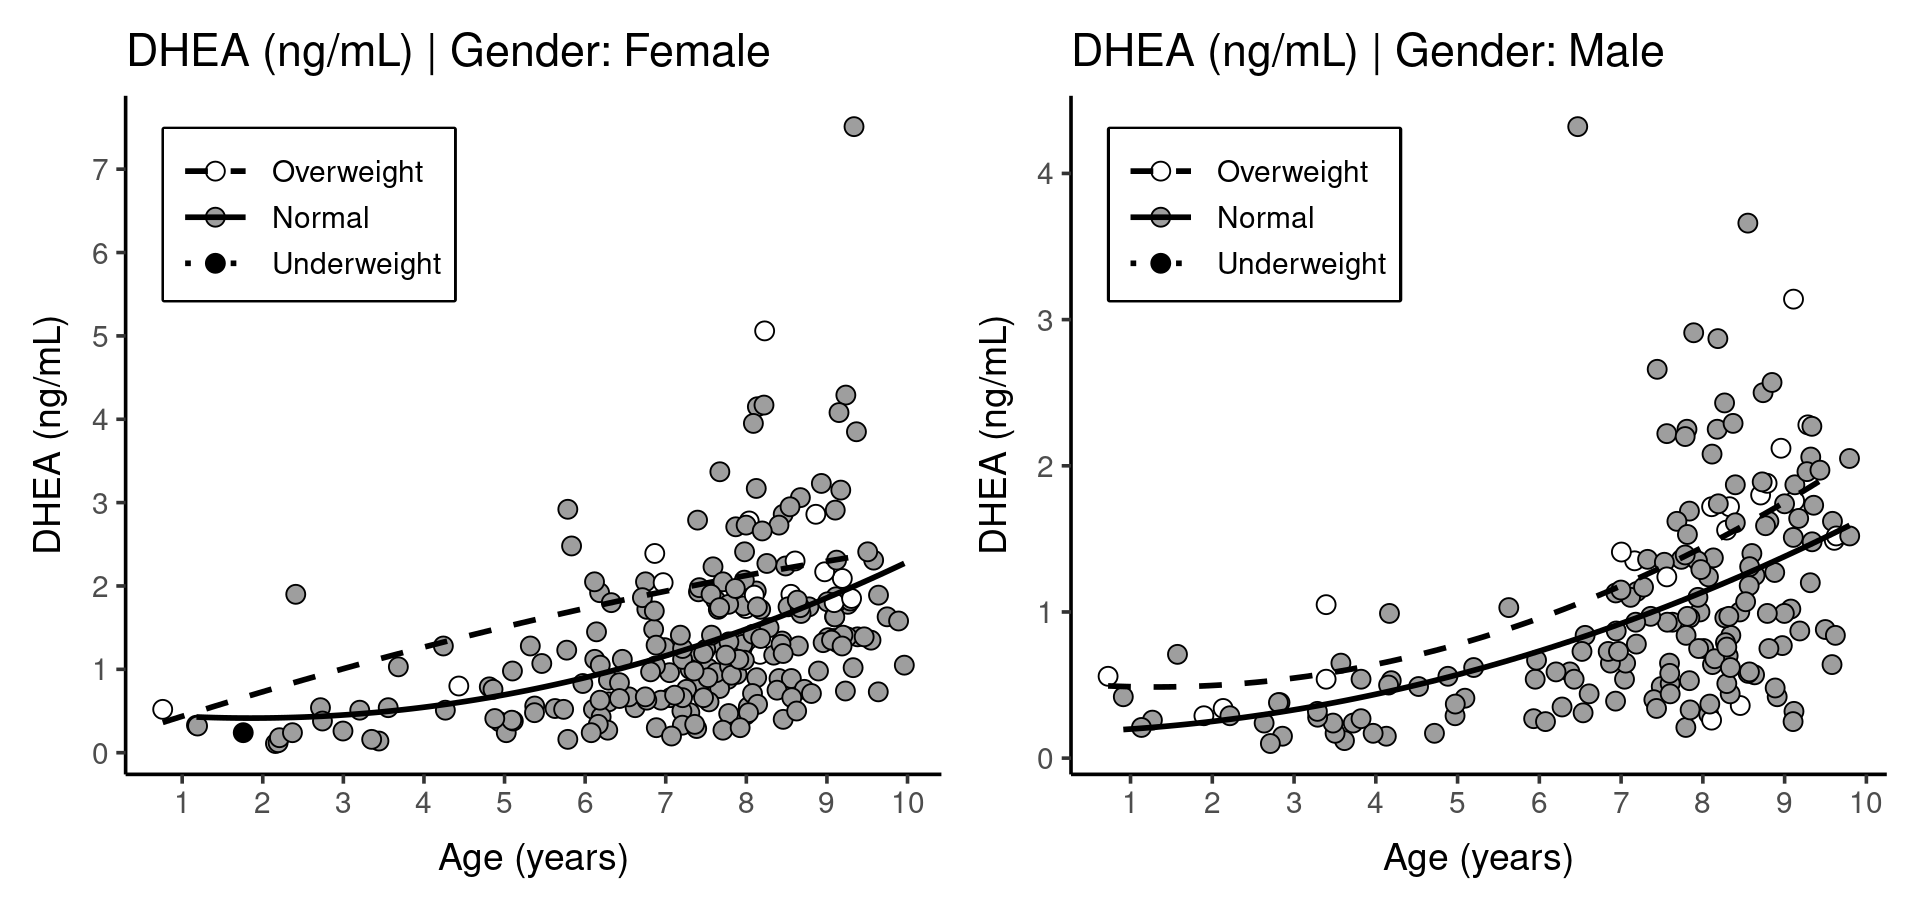 DHEA (ng/mL) | Gender: Female
7
6
5
4
3
2
1
0
DHEA (ng/mL)
Overweight
Normal
Underweight
1 2 3 4 5 6 7 8 9 10
Age (years)
DHEA (ng/mL) | Gender: Male
4
3
2
1
0
DHEA (ng/mL)
Overweight
Normal
Underweight
1 2 3 4 5 6 7 8 9 10
Age (years)